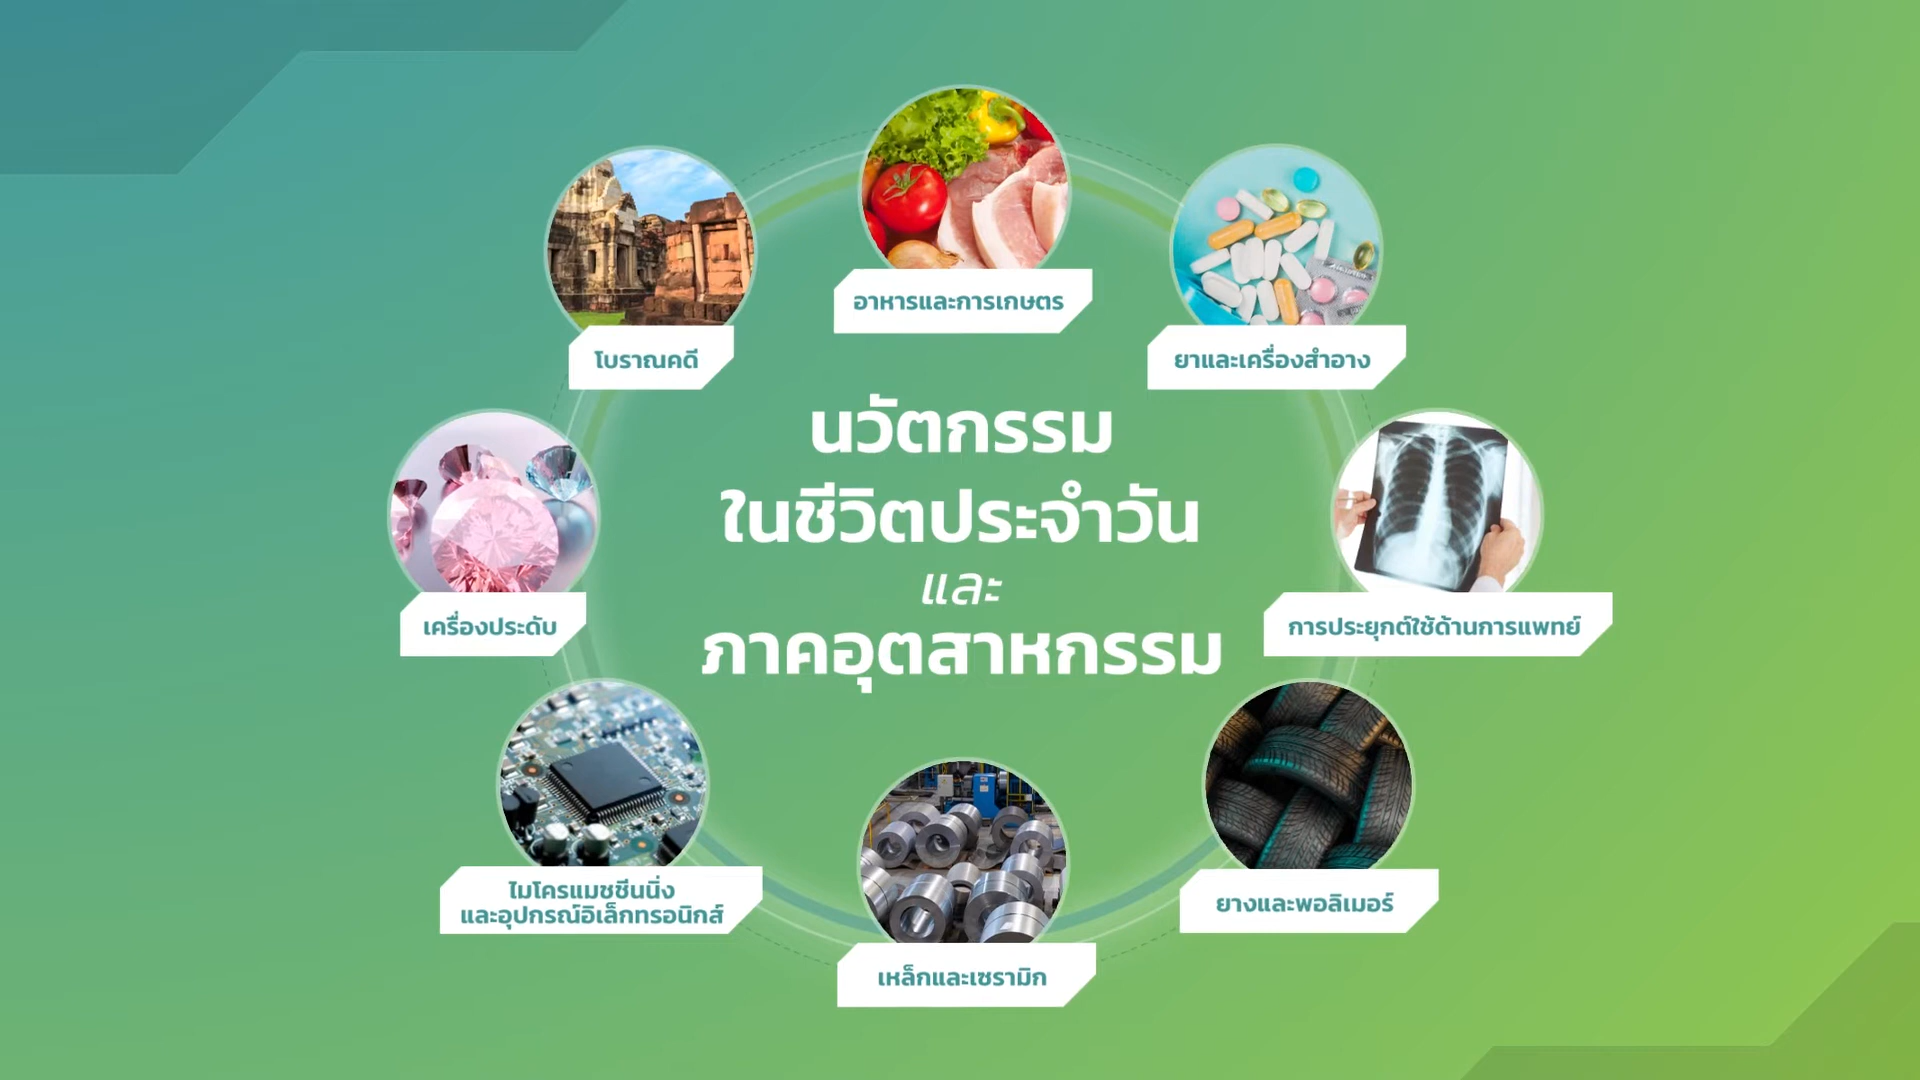 นวัตกรรม
ในชีวิตประจำวัน
และ
ภาคอุตสาหกรรม
อาหารและการเกษตร
ยาและเครื่องสำอาง
การประยุกต์ใช้ด้านการแพทย์
ยางและพอลิเมอร์
เหล็กและเซรามิก
ไมโครแมชชีนนิ่ง
และอุปกรณ์อิเล็กทรอนิกส์
เครื่องประดับ
โบราณคดี